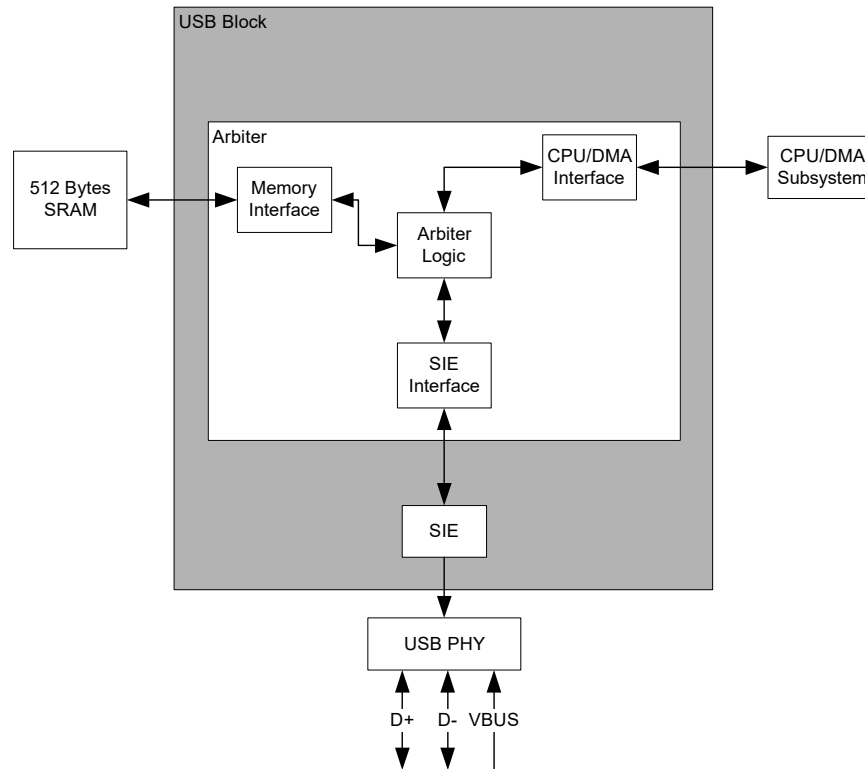 USB Block
Arbiter
512 Bytes
SRAM
Memory
Interface
CPU/DMA
Interface
CPU/DMA
Subsystem
Arbiter
Logic
SIE
Interface
SIE
USB PHY
D+ D- VBUS